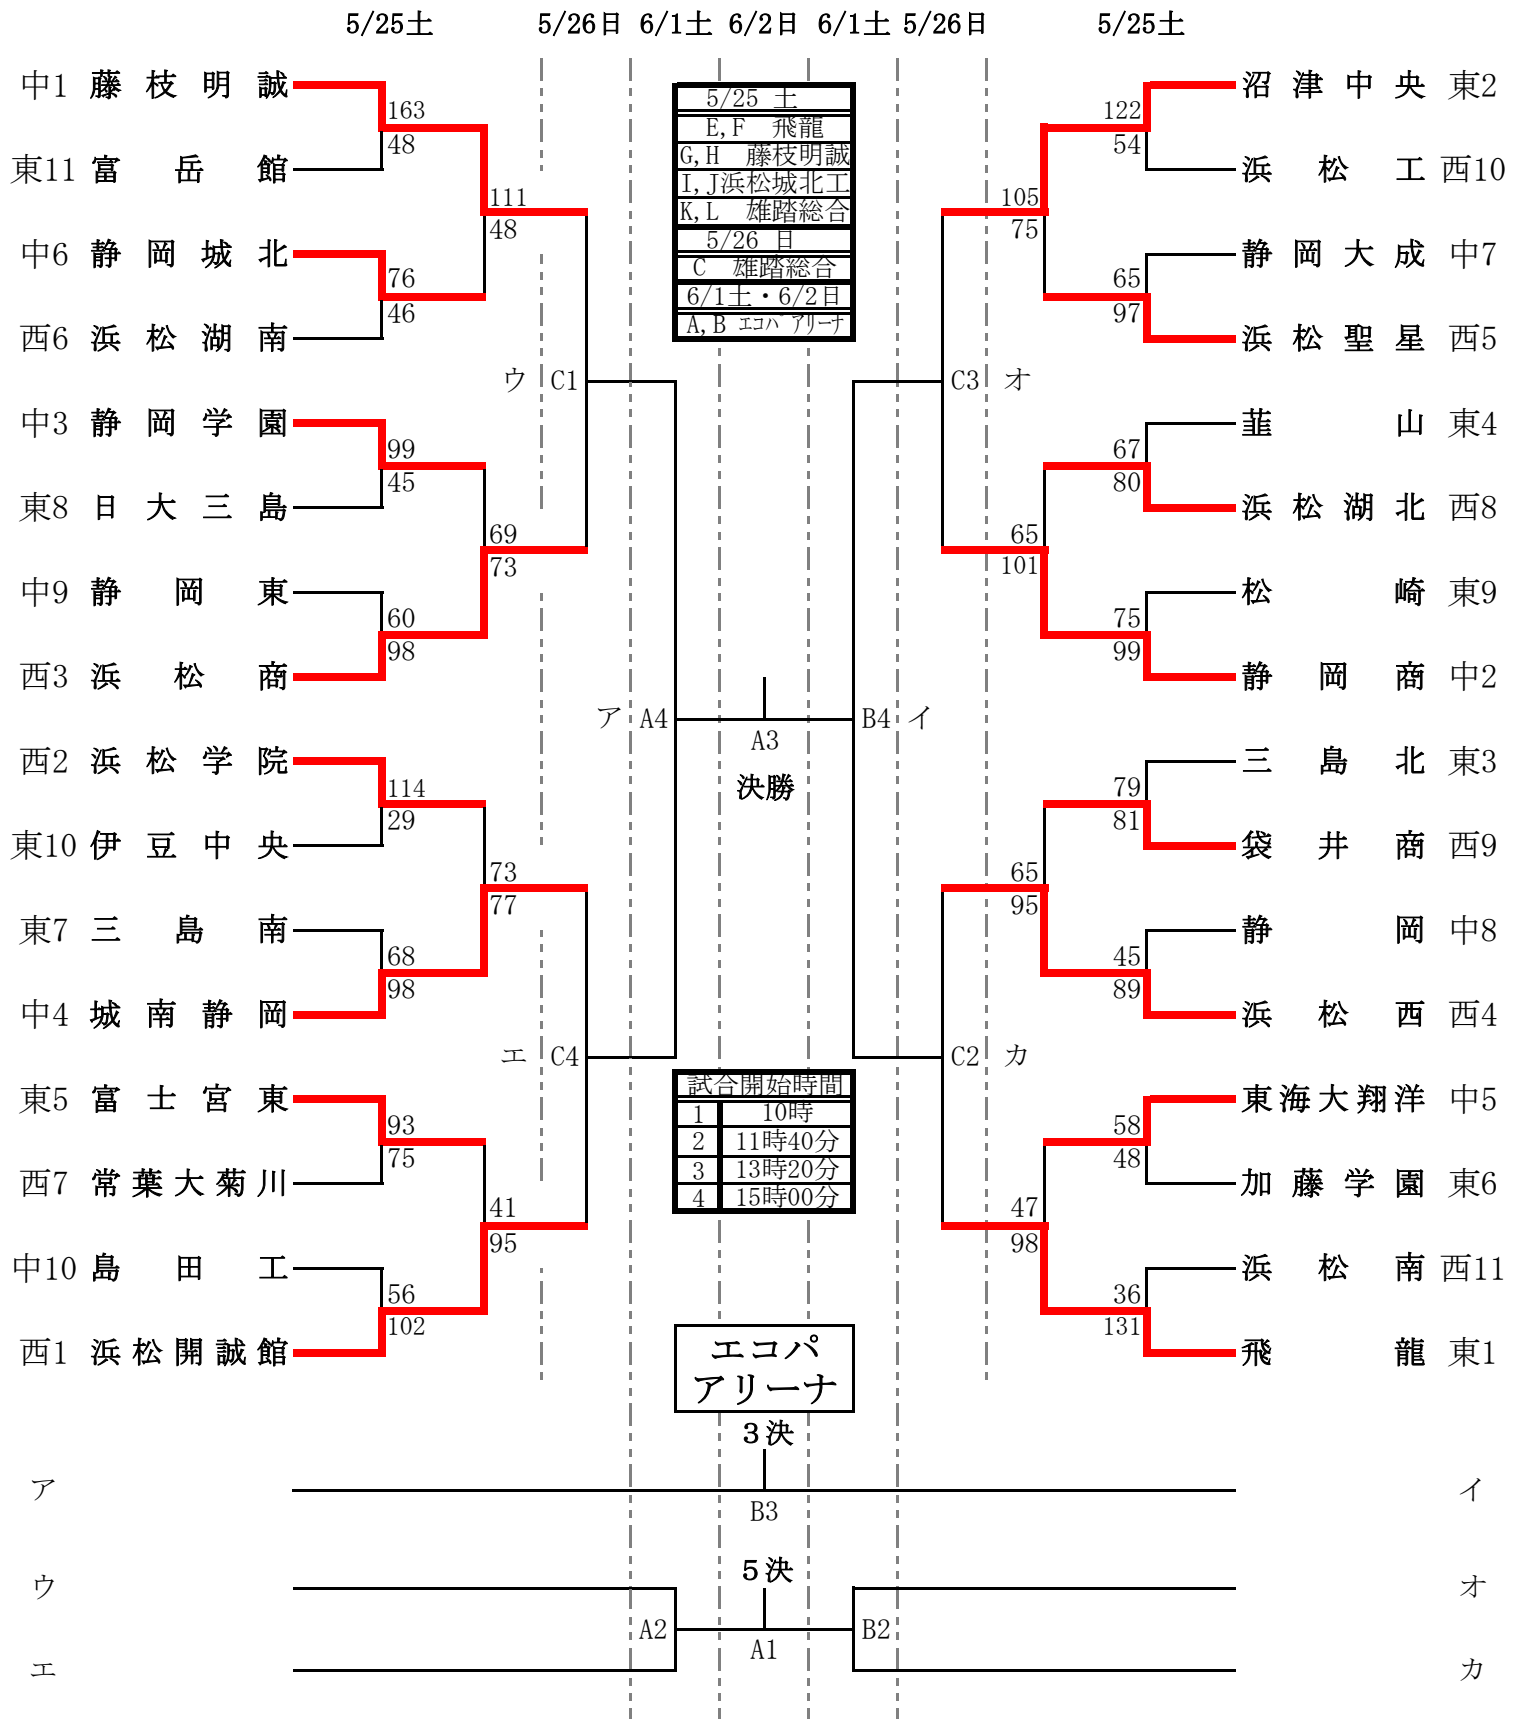 5/25土 5/26日 6/1土 6/2日 6/1土 5/26日 5/25土
中1 藤枝明誠
163
48
東11 富岳館
111
48
中6 静岡城北
76
46
西6 浜松湖南
ウ C1
中3 静岡学園
99
45
東8 日大三島
69
73
中9 静岡東
60
98
西3 浜松商
ア A4
西2 浜松学院
114
29
東10 伊豆中央
73
77
東7 三島南
68
98
中4 城南静岡
エ C4
東5 富士宮東
93
75
西7 常葉大菊川
41
95
中10 島田工
56
102
西1 浜松開誠館
5/25 土
E,F 飛龍
G,H 藤枝明誠
I,J浜松城北工
K,L 雄踏総合
5/26 日
C 雄踏総合
6/1土・6/2日
A,B エコパアリーナ
A3
決勝
試合開始時間
1 10時
2 11時40分
3 13時20分
4 15時00分
エコパ
アリーナ
沼津中央 東2
122
54
浜松工 西10
105
75
静岡大成 中7
65
97
浜松聖星 西5
C3 オ
韮山 東4
67
80
浜松湖北 西8
65
101
松崎 東9
75
99
静岡商 中2
B4 イ
三島北 東3
79
81
袋井商 西9
65
95
静岡 中8
45
89
浜松西 西4
C2 カ
東海大翔洋 中5
58
48
加藤学園 東6
47
98
浜松南 西11
36
131
飛龍 東1
3決
ア イ
B3
5決
ウ オ
A2 B2
A1
エ カ